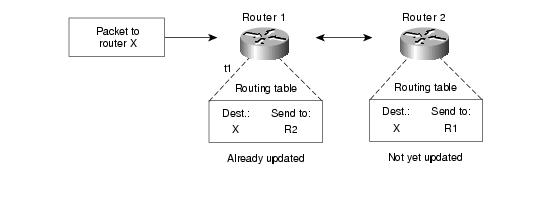 Packet to
router X
Router 1
Router 2
t1
Routing table
Dest.: Send to:
X R2
Already updated
Routing table
Dest.: Send to:
X R1
Not yet updated